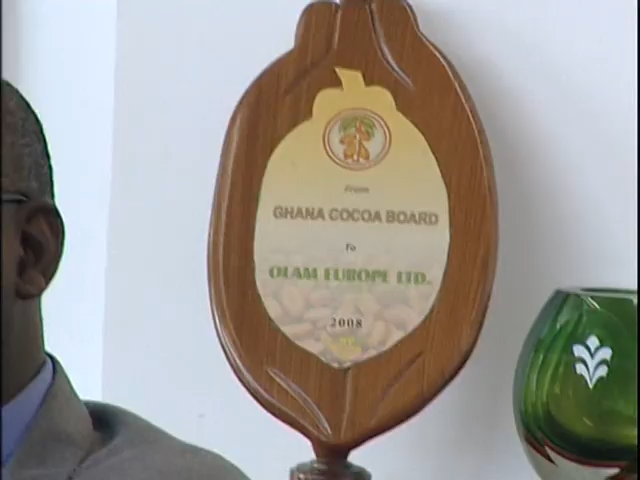 From
GHANA COCOA BOARD
To
OLAM EUROPE LTD.
2008